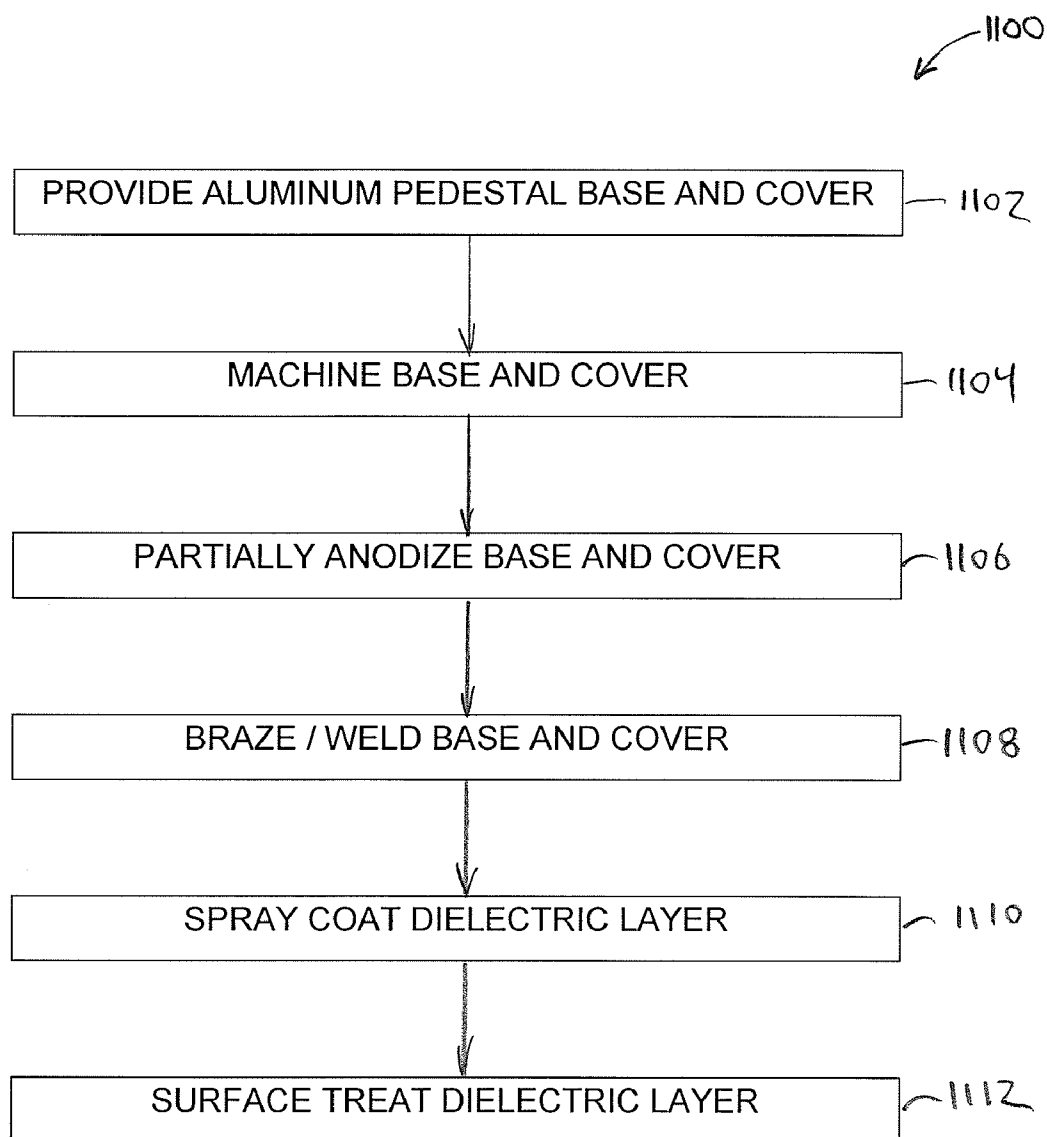 1100
PROVIDE ALUMINUM PEDESTAL BASE AND COVER 1102
MACHINE BASE AND COVER 1104
PARTIALLY ANODIZE BASE AND COVER 1106
BRAZE / WELD BASE AND COVER 1108
SPRAY COAT DIELECTRIC LAYER 1110
SURFACE TREAT DIELECTRIC LAYER 1112